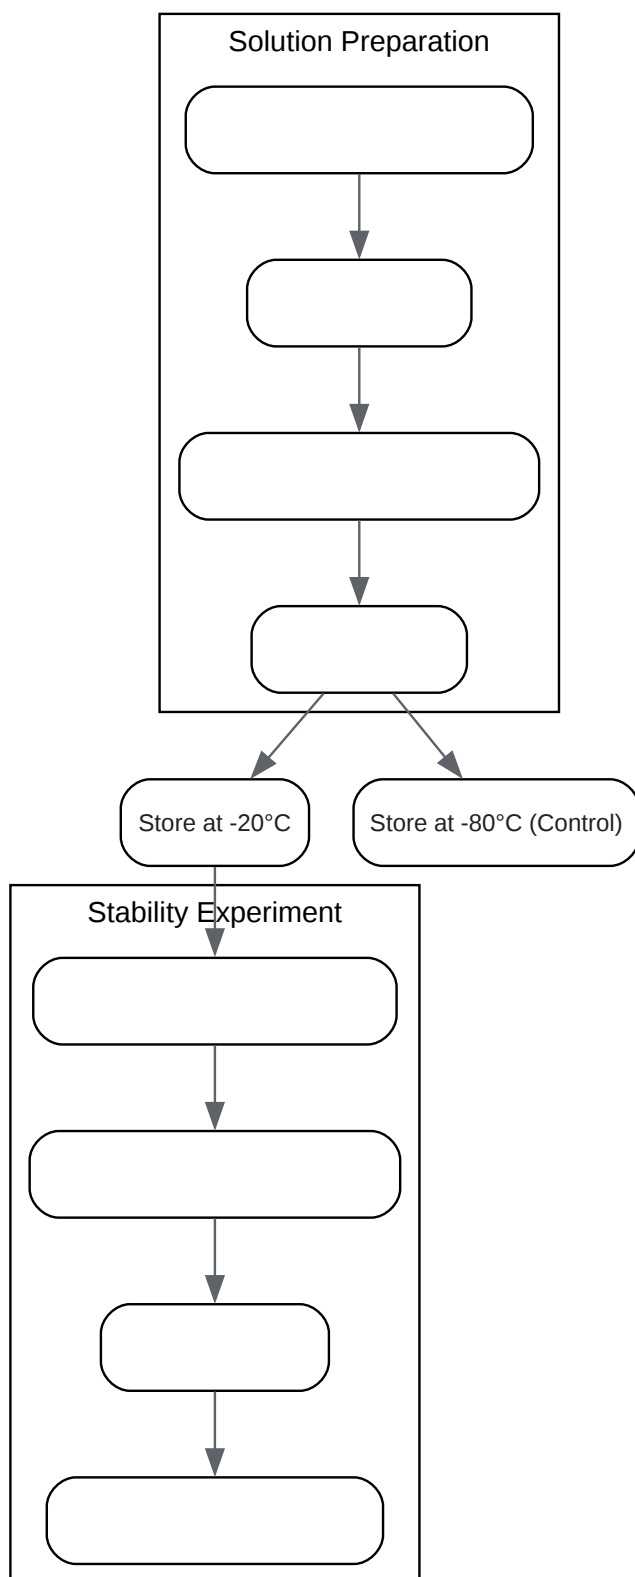 Solution Preparation
Store at -20°C
Store at -80°C (Control)
Stability Experiment